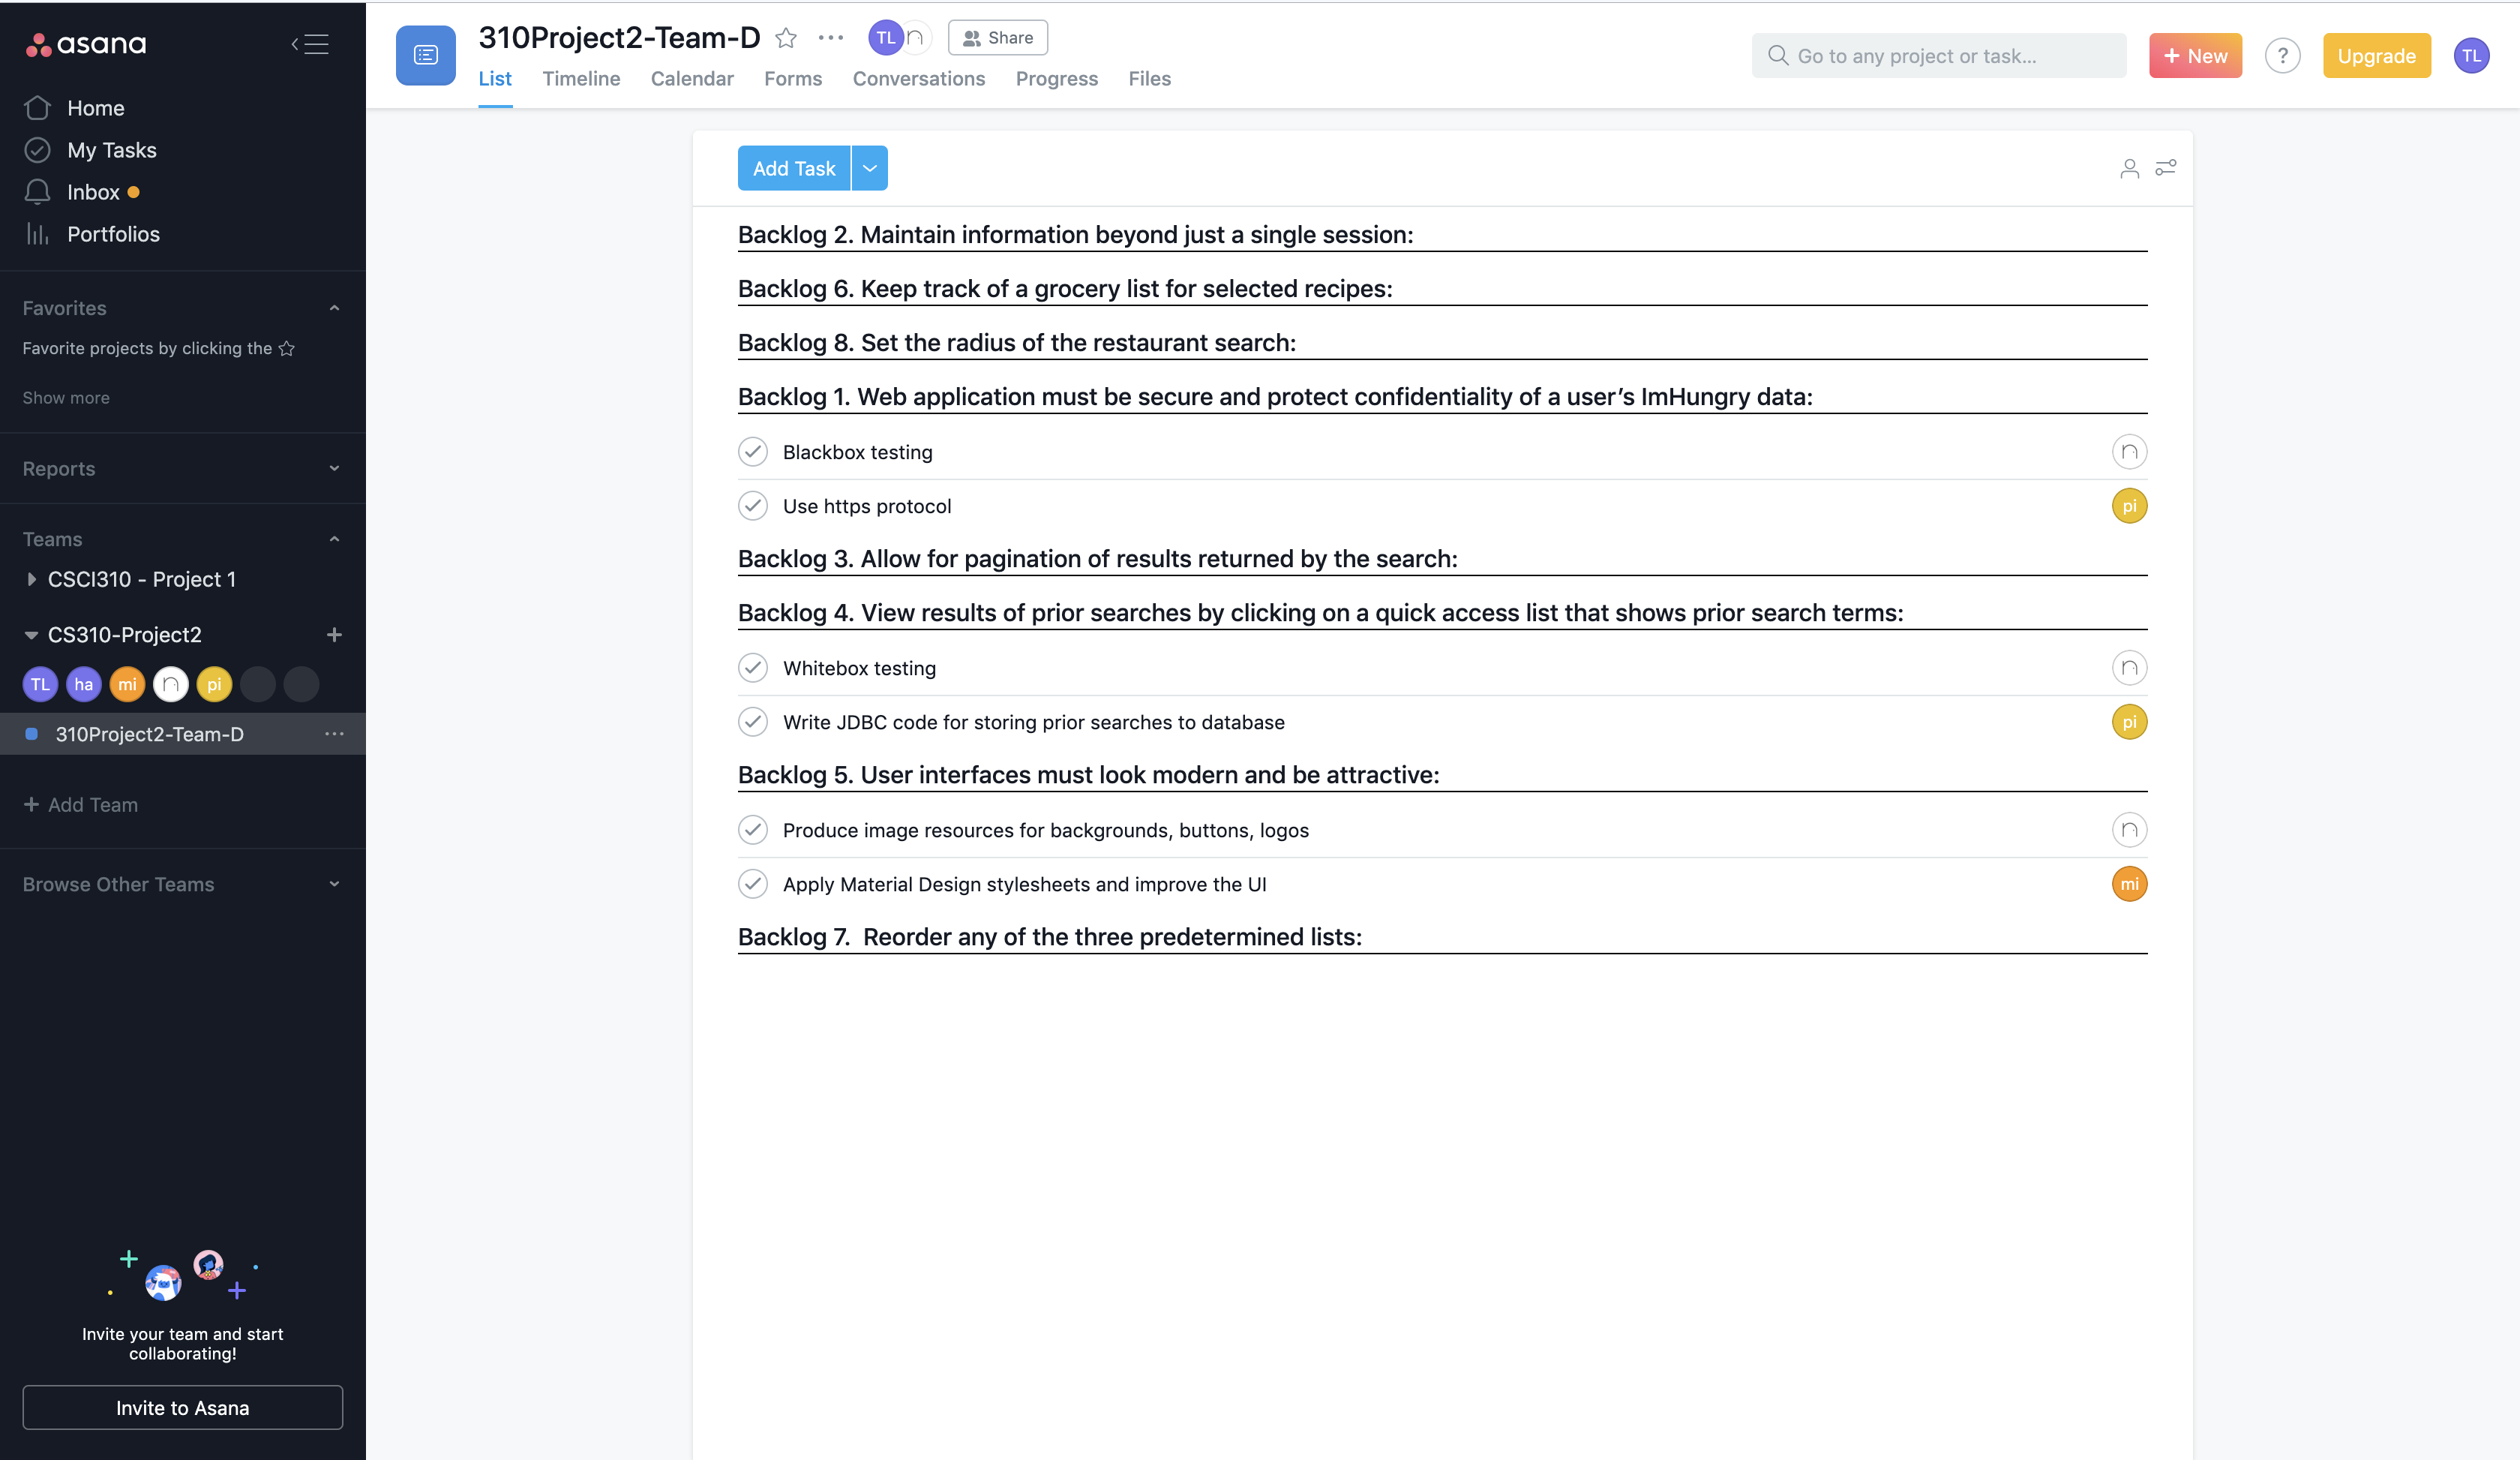 asana
Home
My Tasks
Inbox
Portfolios
Favorites
Favorite projects by clicking the
Show more
Reports
Teams
CSCI310 - Project 1
CS310-Project2
TL ha mi n pi
310Project2-Team-D
Add Team
Browse Other Teams
Invite your team and start
collaborating!
Invite to Asana
310Project2-Team-D
TL n Share
List Timeline Calendar Forms Conversations Progress Files
Go to any project or task...
+ New
?
Upgrade
TL
Add Task
Backlog 2. Maintain information beyond just a single session:
Backlog 6. Keep track of a grocery list for selected recipes:
Backlog 8. Set the radius of the restaurant search:
Backlog 1. Web application must be secure and protect confidentiality of a user’s ImHungry data:
Blackbox testing n
Use https protocol pi
Backlog 3. Allow for pagination of results returned by the search:
Backlog 4. View results of prior searches by clicking on a quick access list that shows prior search terms:
Whitebox testing n
Write JDBC code for storing prior searches to database pi
Backlog 5. User interfaces must look modern and be attractive:
Produce image resources for backgrounds, buttons, logos n
Apply Material Design stylesheets and improve the UI mi
Backlog 7.  Reorder any of the three predetermined lists: